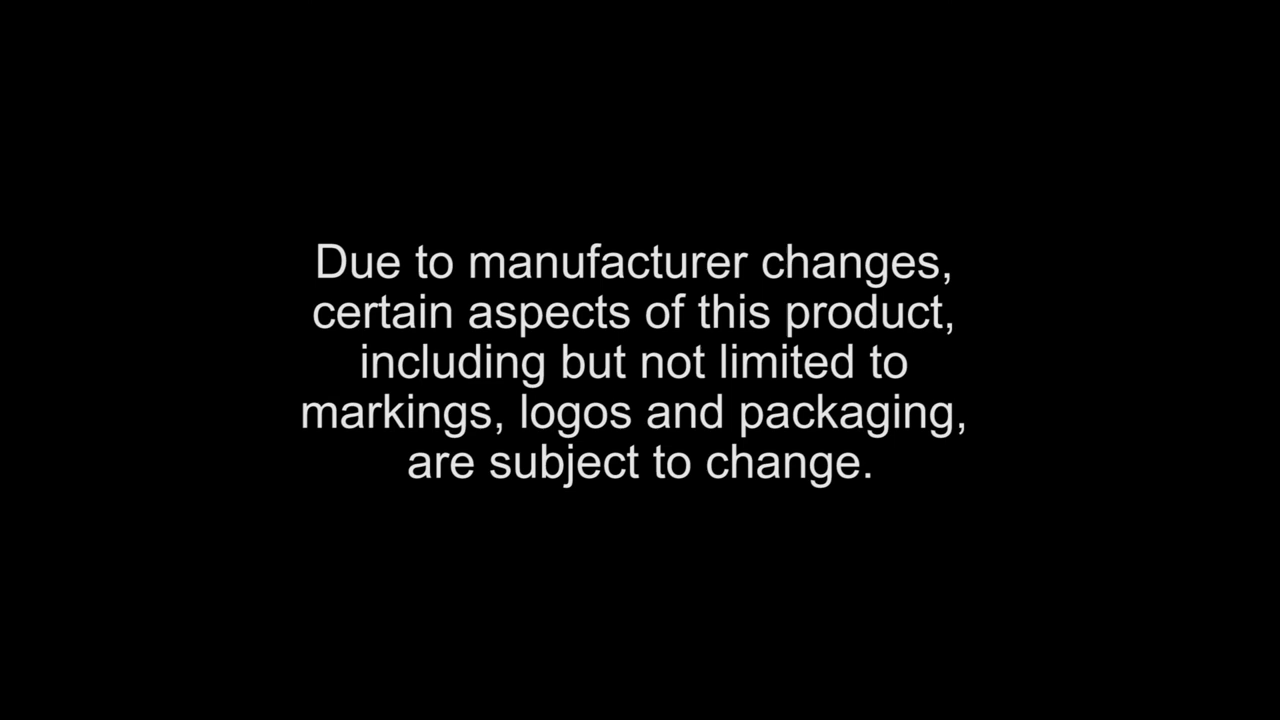 Due to manufacturer changes,
certain aspects of this product,
including but not limited to
markings, logos and packaging,
are subject to change.